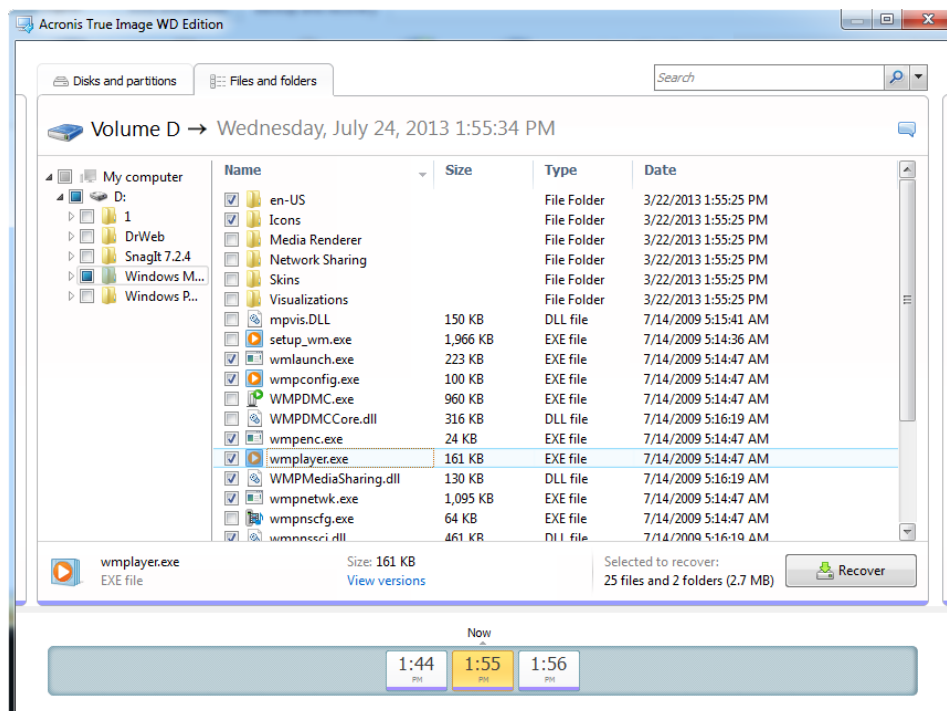 Acronis True Image WD Edition
Disks and partitions
Files and folders
Search
Volume D → Wednesday, July 24, 2013 1:55:34 PM
My computer
D:
1
DrWeb
SnagIt 7.2.4
Windows M...
Windows P...
Name Size Type Date
en-US File Folder 3/22/2013 1:55:25 PM
Icons File Folder 3/22/2013 1:55:25 PM
Media Renderer File Folder 3/22/2013 1:55:25 PM
Network Sharing File Folder 3/22/2013 1:55:25 PM
Skins File Folder 3/22/2013 1:55:25 PM
Visualizations File Folder 3/22/2013 1:55:25 PM
mpvis.DLL 150 KB DLL file 7/14/2009 5:15:41 AM
setup_wm.exe 1,966 KB EXE file 7/14/2009 5:14:36 AM
wmlaunch.exe 223 KB EXE file 7/14/2009 5:14:47 AM
wmpconfig.exe 100 KB EXE file 7/14/2009 5:14:47 AM
WMPDMC.exe 960 KB EXE file 7/14/2009 5:14:47 AM
WMPDMCCore.dll 316 KB DLL file 7/14/2009 5:16:19 AM
wmpenc.exe 24 KB EXE file 7/14/2009 5:14:47 AM
wmplayer.exe 161 KB EXE file 7/14/2009 5:14:47 AM
WMPMediaSharing.dll 130 KB DLL file 7/14/2009 5:16:19 AM
wmpnetwk.exe 1,095 KB EXE file 7/14/2009 5:14:47 AM
wmpnscfg.exe 64 KB EXE file 7/14/2009 5:14:47 AM
wmpnssci.dll 461 KB DLL file 7/14/2009 5:16:19 AM
wmplayer.exe
EXE file
Size: 161 KB
View versions
Selected to recover:
25 files and 2 folders (2.7 MB)
Recover
Now
1:44 PM
1:55 PM
1:56 PM